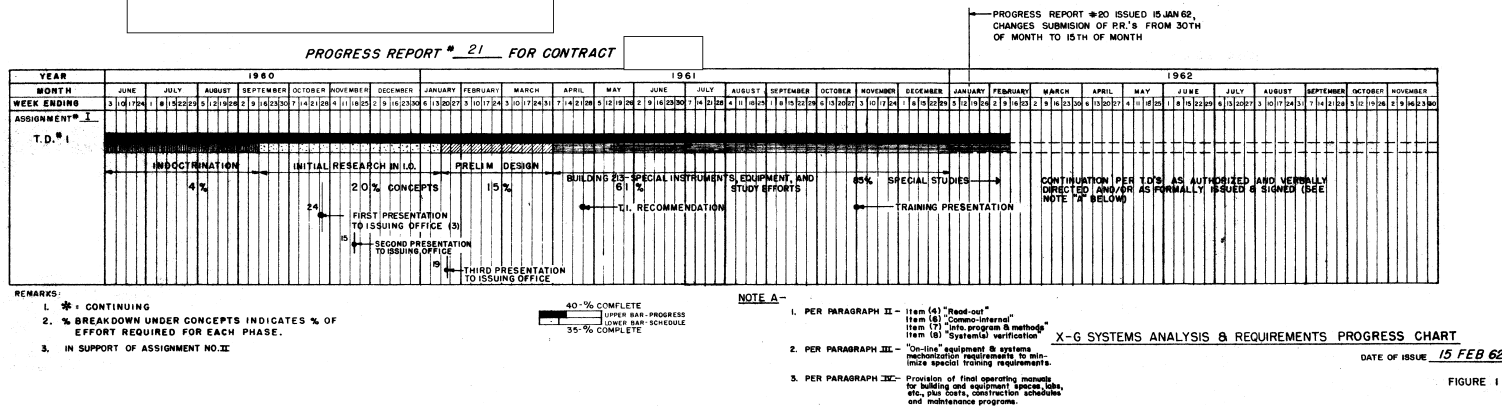 PROGRESS REPORT #20 ISSUED 15 JAN 62,
CHANGES SUBMISION OF P.R.'S FROM 30TH
OF MONTH TO 15TH OF MONTH
PROGRESS REPORT # 21 FOR CONTRACT
YEAR 1960 1961 1962
MONTH JUNE JULY AUGUST SEPTEMBER OCTOBER NOVEMBER DECEMBER JANUARY FEBRUARY MARCH APRIL MAY JUNE JULY AUGUST SEPTEMBER OCTOBER NOVEMBER DECEMBER JANUARY FEBRUARY MARCH APRIL MAY JUNE JULY AUGUST SEPTEMBER OCTOBER NOVEMBER
WEEK ENDING
ASSIGNMENT # I
T.D. # 1
INDOCTRINATION INITIAL RESEARCH IN I.O. PRELIM DESIGN
4% 20% CONCEPTS 15%
BUILDING 213-SPECIAL INSTRUMENTS, EQUIPMENT, AND
61% STUDY EFFORTS
85% SPECIAL STUDIES
CONTINUATION PER T.D'S AS AUTHORIZED AND VERBALLY
DIRECTED AND/OR AS FORMALLY ISSUED & SIGNED (SEE
NOTE "A" BELOW)
24
FIRST PRESENTATION
TO ISSUING OFFICE (3)
T.I. RECOMMENDATION
TRAINING PRESENTATION
15
SECOND PRESENTATION
TO ISSUING OFFICE
19
THIRD PRESENTATION
TO ISSUING OFFICE
REMARKS:
1. * = CONTINUING
2. % BREAKDOWN UNDER CONCEPTS INDICATES % OF
EFFORT REQUIRED FOR EACH PHASE.
3. IN SUPPORT OF ASSIGNMENT NO. II
40-% COMPLETE
UPPER BAR-PROGRESS
LOWER BAR-SCHEDULE
35-% COMPLETE
NOTE A-
1. PER PARAGRAPH II - Item (4) "Read-out"
Item (6) "Commo-internal"
Item (7) "Info. program & methods"
Item (8) "System(s) verification"
2. PER PARAGRAPH III - "On-line" equipment & systems
mechanization requirements to min-
imize special training requirements.
3. PER PARAGRAPH IV - Provision of final operating manuals
for building and equipment spaces, labs,
etc., plus costs, construction schedules
and maintenance programs.
X-G SYSTEMS ANALYSIS & REQUIREMENTS PROGRESS CHART
DATE OF ISSUE 15 FEB 62
FIGURE 1